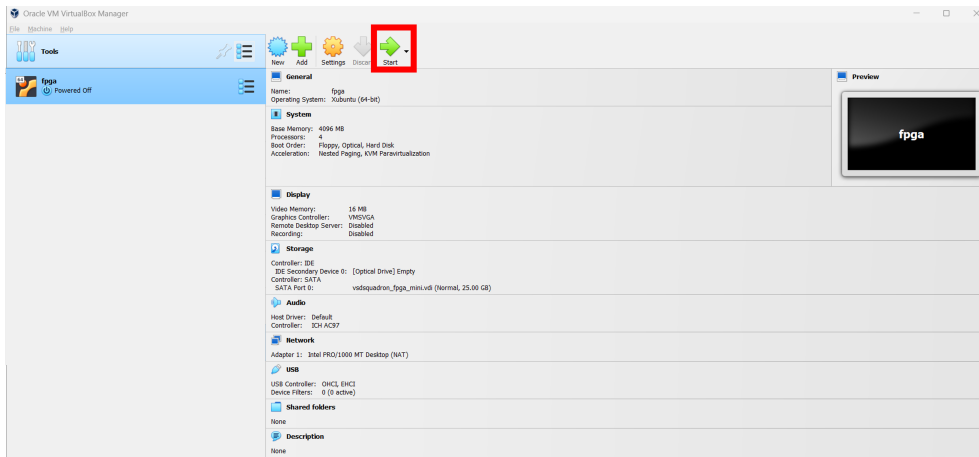 Oracle VM VirtualBox Manager
File Machine Help
Tools
New Add Settings Discard Start
fpga
Powered Off
General
Name: fpga
Operating System: Xubuntu (64-bit)
System
Base Memory: 4096 MB
Processors: 4
Boot Order: Floppy, Optical, Hard Disk
Acceleration: Nested Paging, KVM Paravirtualization
Preview
fpga
Display
Video Memory: 16 MB
Graphics Controller: VMSVGA
Remote Desktop Server: Disabled
Recording: Disabled
Storage
Controller: IDE
IDE Secondary Device 0: [Optical Drive] Empty
Controller: SATA
SATA Port 0: vsdsquadron_fpga_mini.vdi (Normal, 25.00 GB)
Audio
Host Driver: Default
Controller: ICH AC97
Network
Adapter 1: Intel PRO/1000 MT Desktop (NAT)
USB
USB Controller: OHCI, EHCI
Device Filters: 0 (0 active)
Shared folders
None
Description
None